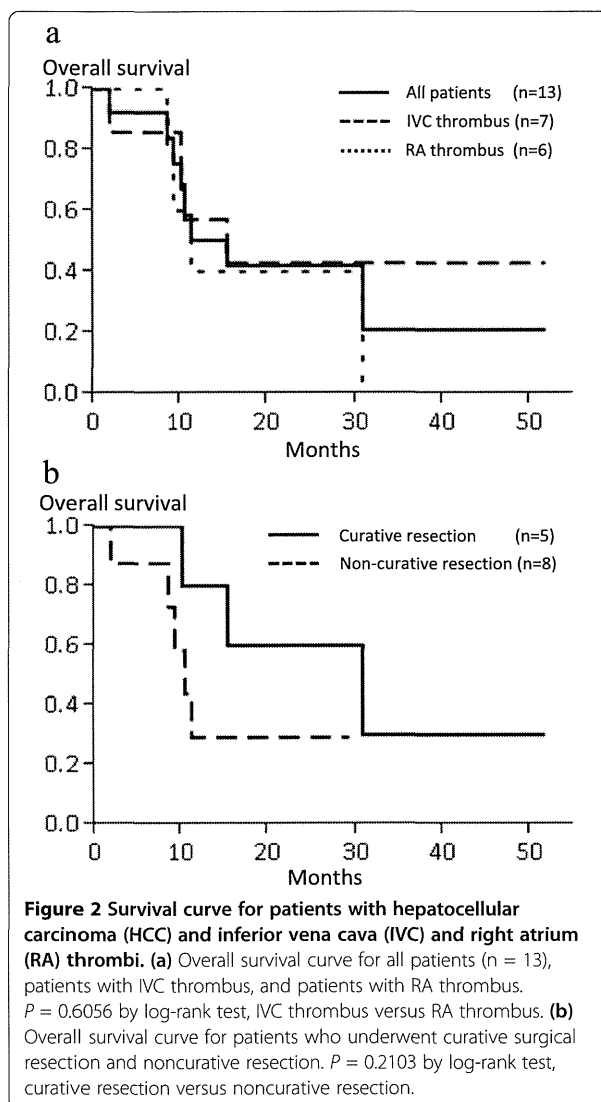 a
Overall survival
1.0
0.8
0.6
0.4
0.2
0.0
All patients (n=13)
IVC thrombus (n=7)
RA thrombus (n=6)
0 10 20 30 40 50
Months
b
Overall survival
1.0
0.8
0.6
0.4
0.2
0.0
Curative resection (n=5)
Non-curative resection (n=8)
0 10 20 30 40 50
Months
Figure 2 Survival curve for patients with hepatocellular
carcinoma (HCC) and inferior vena cava (IVC) and right atrium
(RA) thrombi. (a) Overall survival curve for all patients (n = 13),
patients with IVC thrombus, and patients with RA thrombus.
P = 0.6056 by log-rank test, IVC thrombus versus RA thrombus. (b)
Overall survival curve for patients who underwent curative surgical
resection and noncurative resection. P = 0.2103 by log-rank test,
curative resection versus noncurative resection.